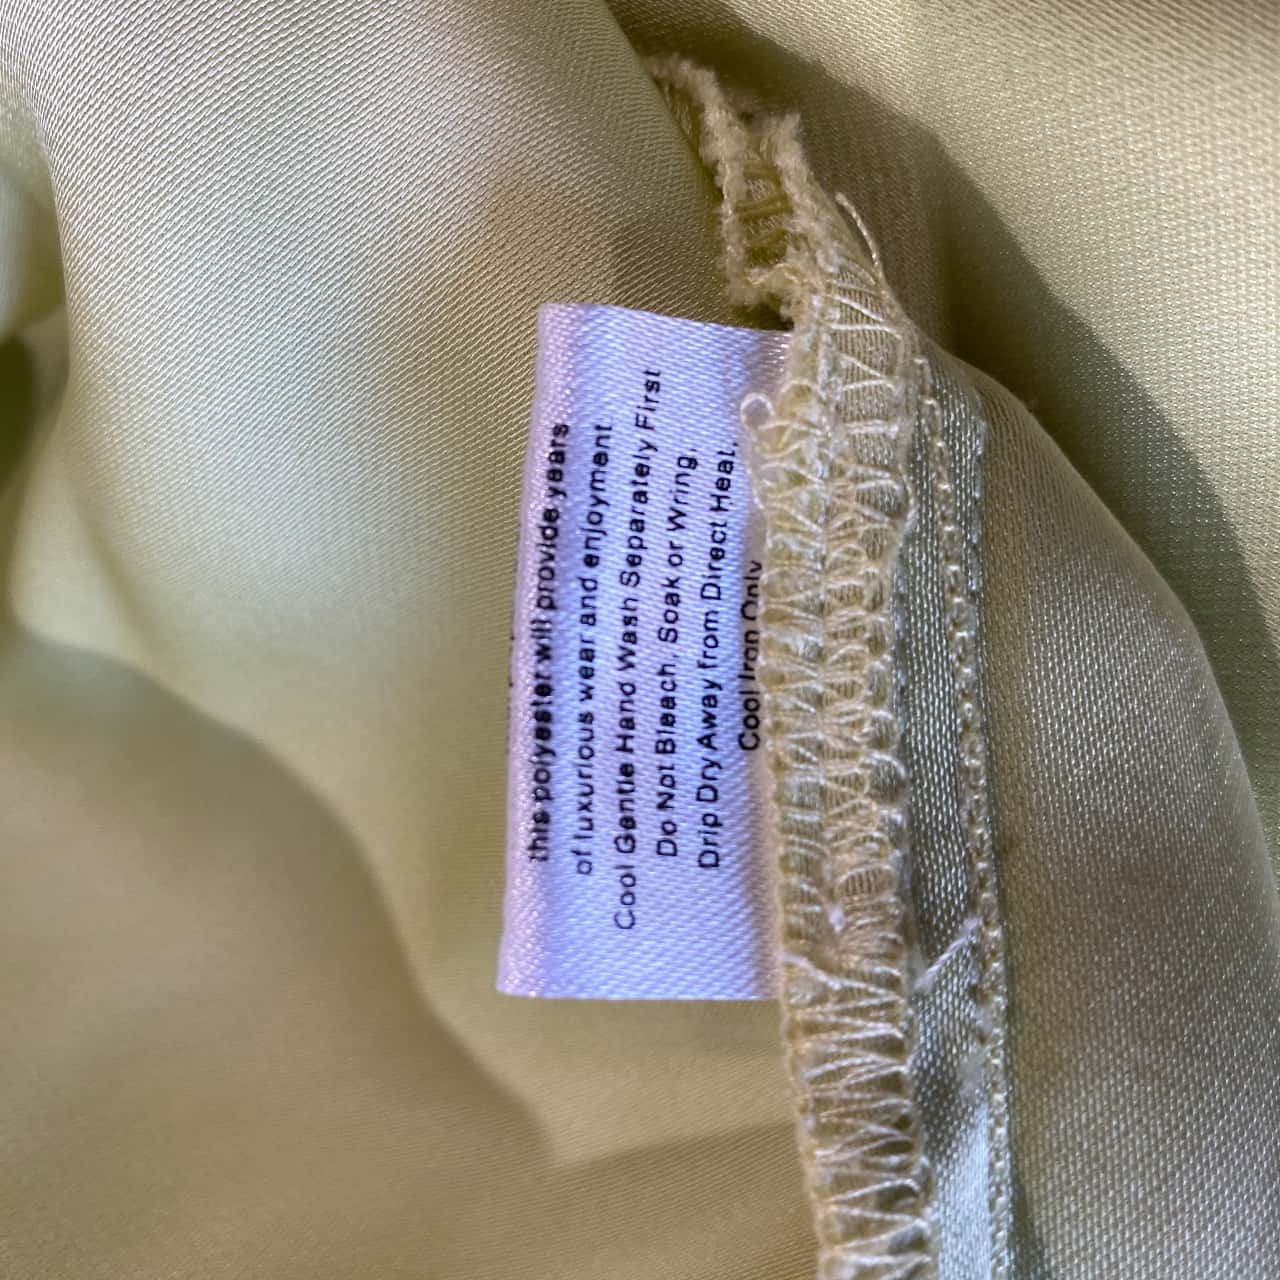 this polyester will provide years
of luxurious wear and enjoyment.
Cool Gentle Hand Wash Separately First
Do Not Bleach, Soak or Wring,
Drip Dry Away from Direct Heat.
Cool Iron Only